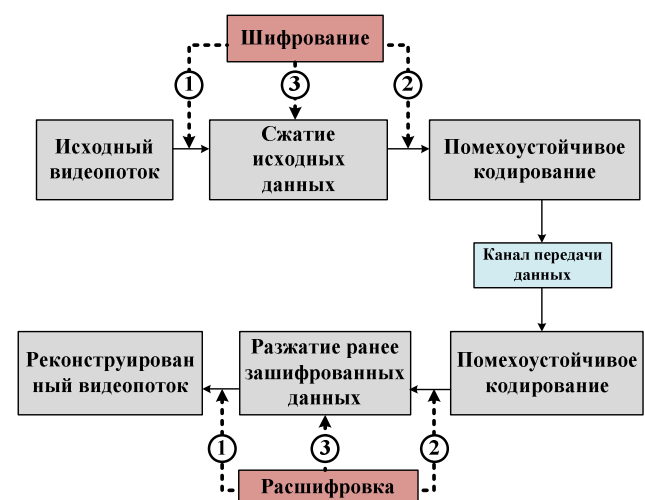 Шифрование
1
3
2
Исходный
видеопоток
Сжатие
исходных
данных
Помехоустойчивое
кодирование
Канал передачи
данных
Реконструирован
ный видеопоток
Разжатие ранее
зашифрованных
данных
Помехоустойчивое
кодирование
1
3
2
Расшифровка